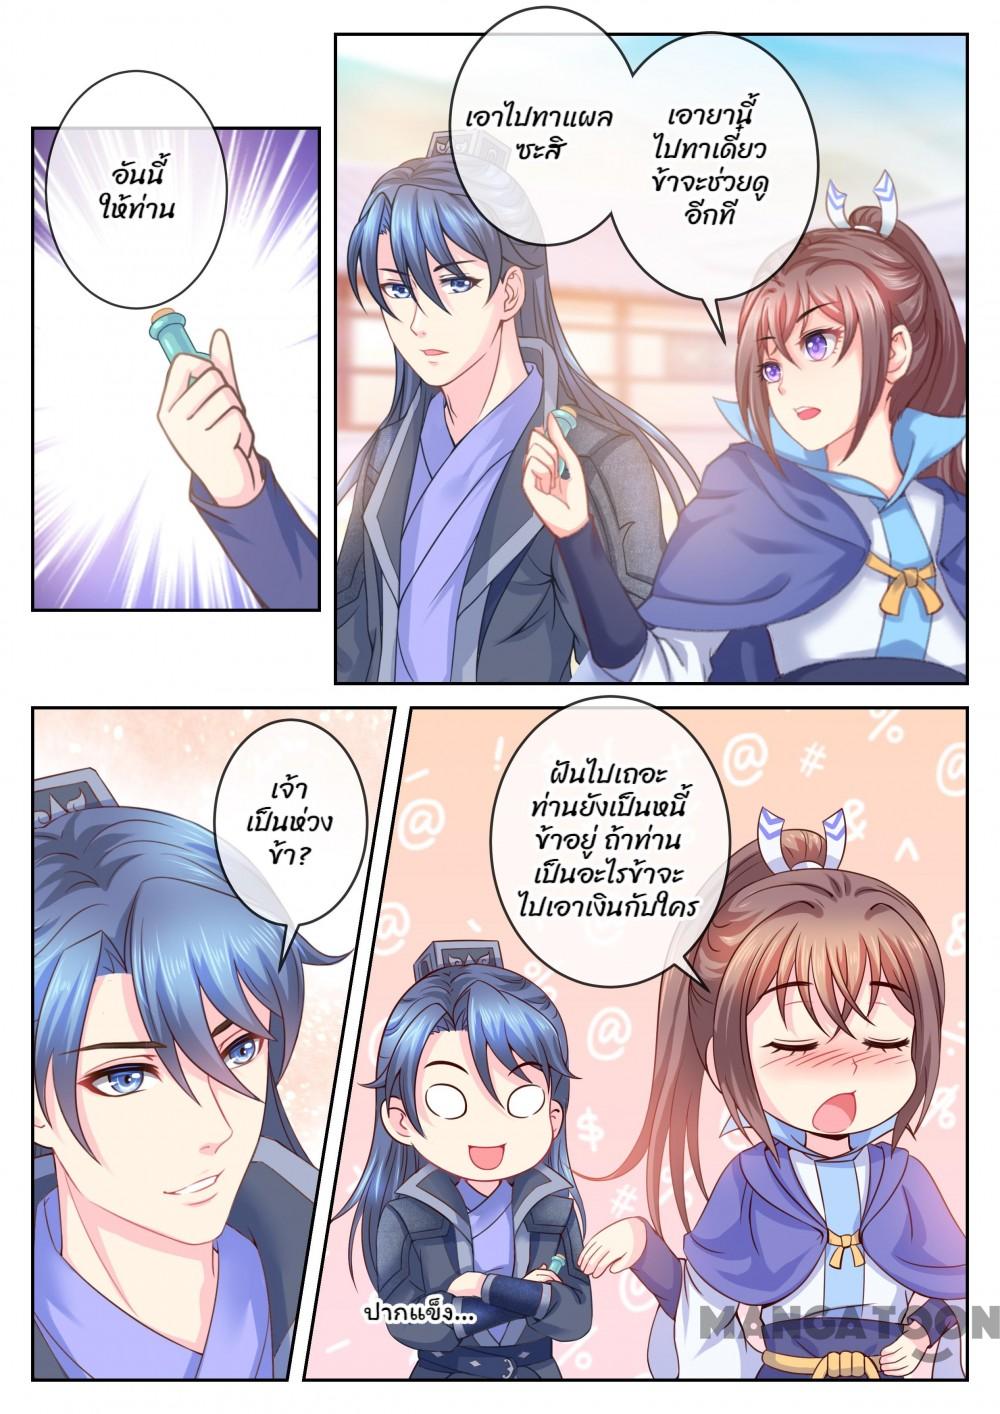 อันนี้
ให้ท่าน
เอาไปทาแผล
ซะสิ
เอายานี้
ไปทาเดี๋ยว
ข้าจะช่วยดู
อีกที
เจ้า
เป็นห่วง
ข้า?
ฝันไปเถอะ
ท่านยังเป็นหนี้
ข้าอยู่ ถ้าท่าน
เป็นอะไรข้าจะ
ไปเอาเงินกับใคร
ปากแข็ง...
MANGATOON